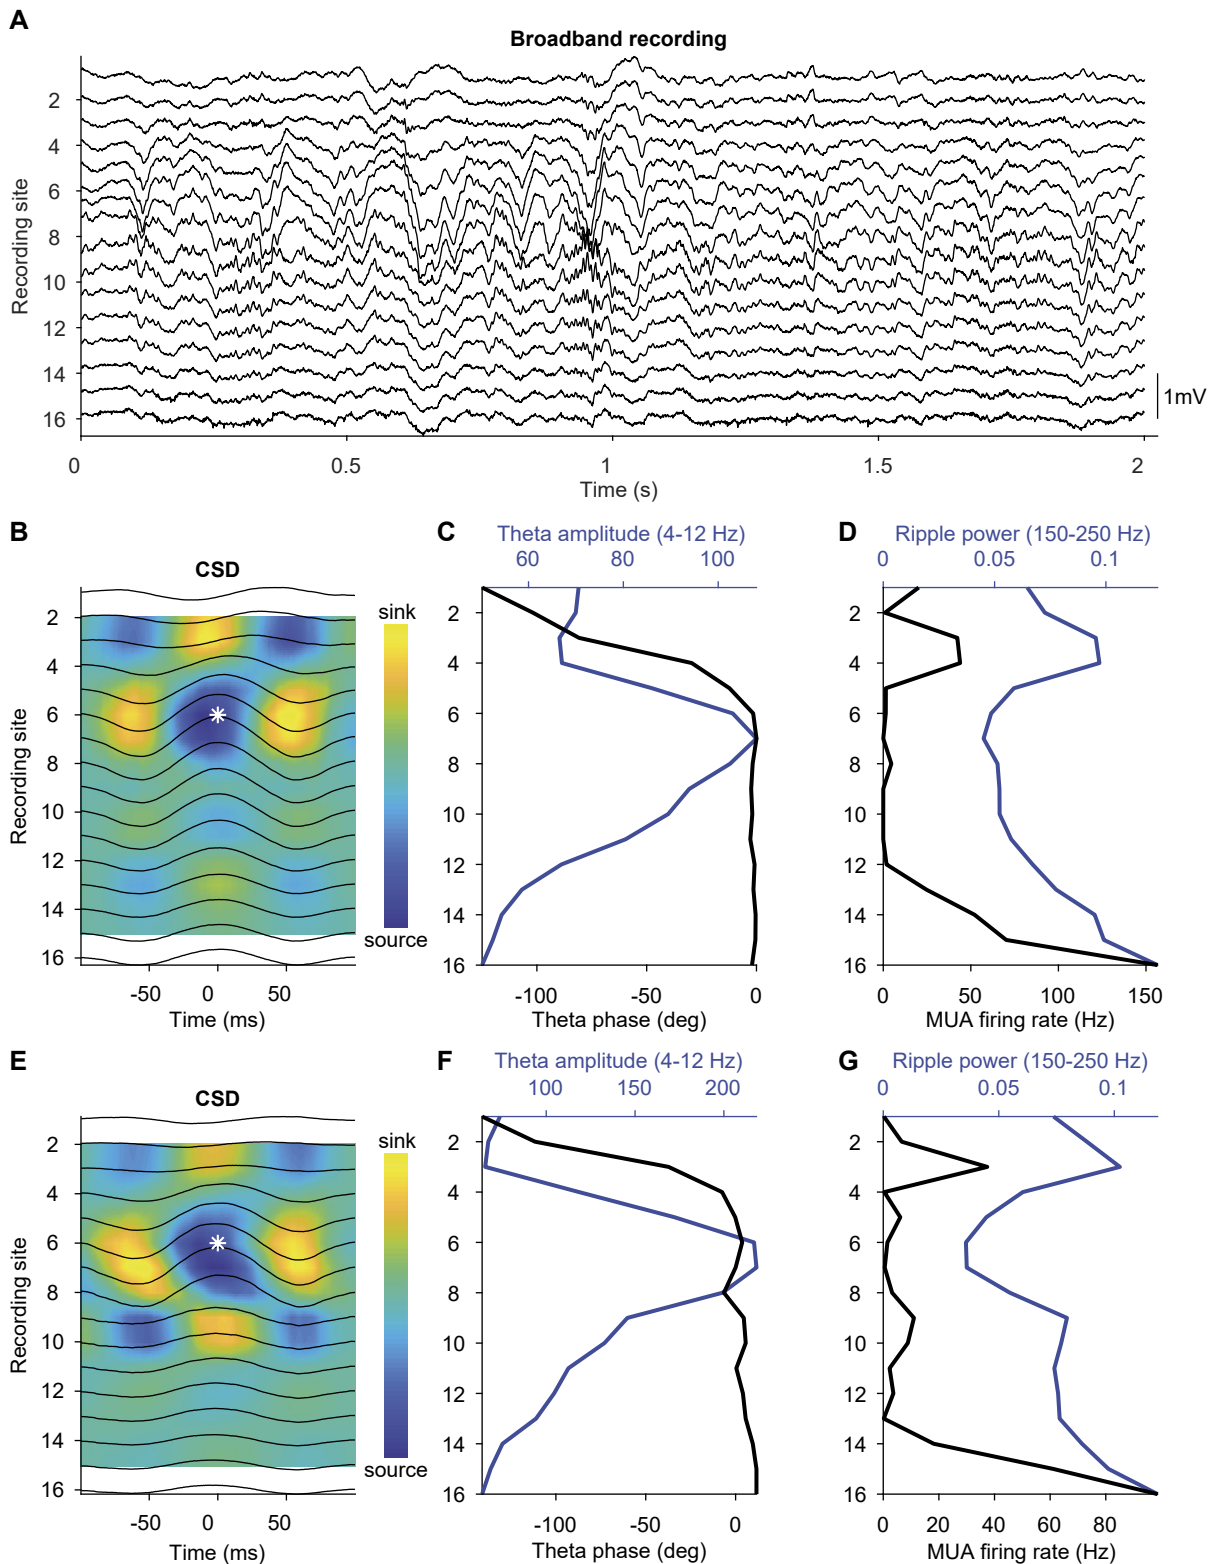 A
Broadband recording
2
4
6
8
10
12
14
16
Recording site
1mV
0 0.5 1 1.5 2
Time (s)
B
CSD
2
4
6
8
10
12
14
16
Recording site
-50 0 50
Time (ms)
sink
source
C
Theta amplitude (4-12 Hz)
60 80 100
2
4
6
8
10
12
14
16
-100 -50 0
Theta phase (deg)
D
Ripple power (150-250 Hz)
0 0.05 0.1
2
4
6
8
10
12
14
16
0 50 100 150
MUA firing rate (Hz)
E
CSD
2
4
6
8
10
12
14
16
Recording site
-50 0 50
Time (ms)
sink
source
F
Theta amplitude (4-12 Hz)
100 150 200
2
4
6
8
10
12
14
16
-100 -50 0
Theta phase (deg)
G
Ripple power (150-250 Hz)
0 0.05 0.1
2
4
6
8
10
12
14
16
0 20 40 60 80
MUA firing rate (Hz)